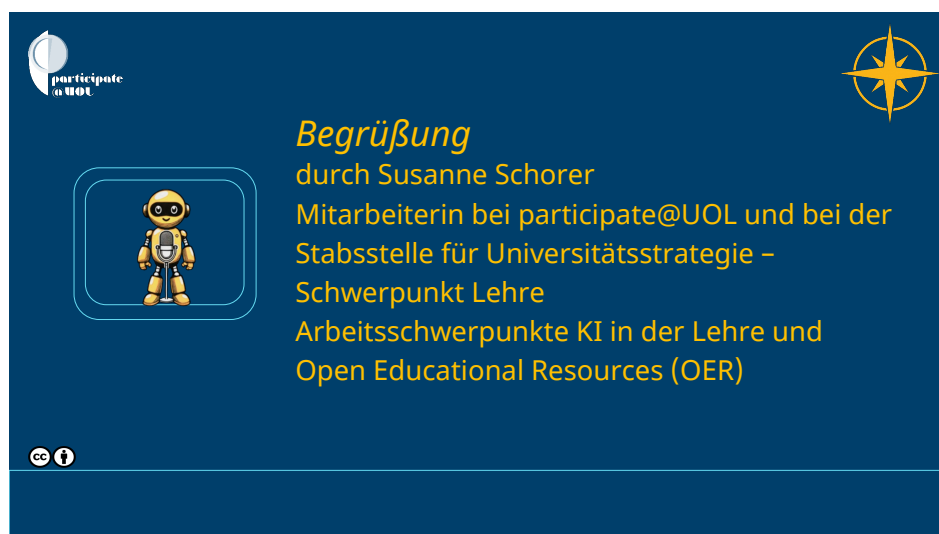 participate
@UOL
Begrüßung
durch Susanne Schorer
Mitarbeiterin bei participate@UOL und bei der
Stabsstelle für Universitätsstrategie –
Schwerpunkt Lehre
Arbeitsschwerpunkte KI in der Lehre und
Open Educational Resources (OER)
cc